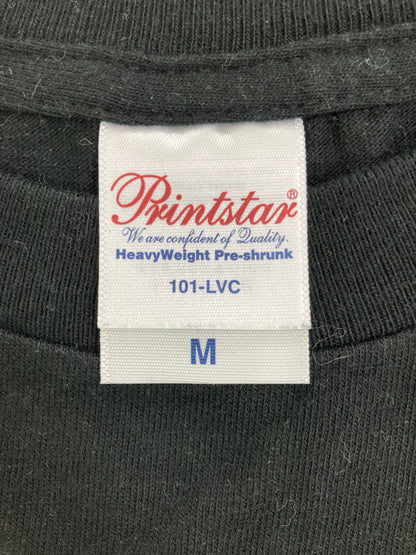 Printstar®
We are confident of Quality.
HeavyWeight Pre-shrunk
101-LVC
M